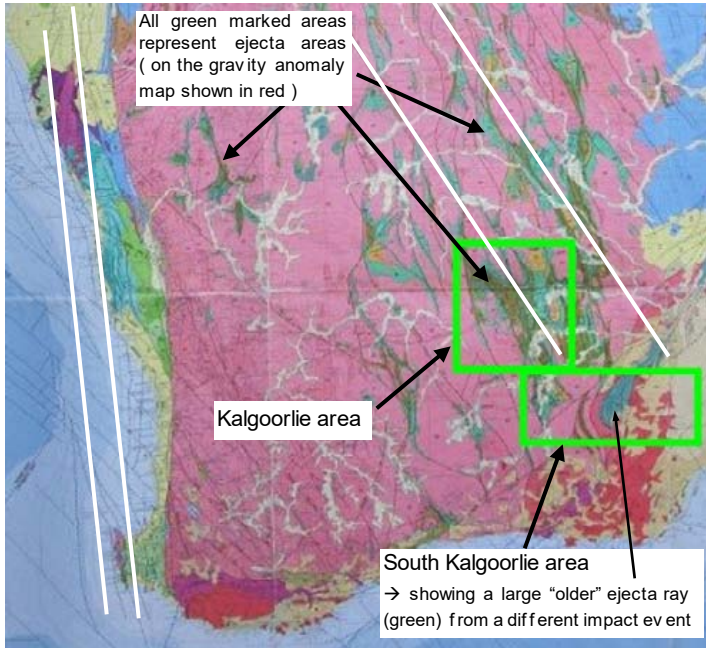 All green marked areas
represent ejecta areas
( on the gravity anomaly
map shown in red )
Kalgoorlie area
South Kalgoorlie area
→ showing a large “older” ejecta ray
(green) from a different impact event